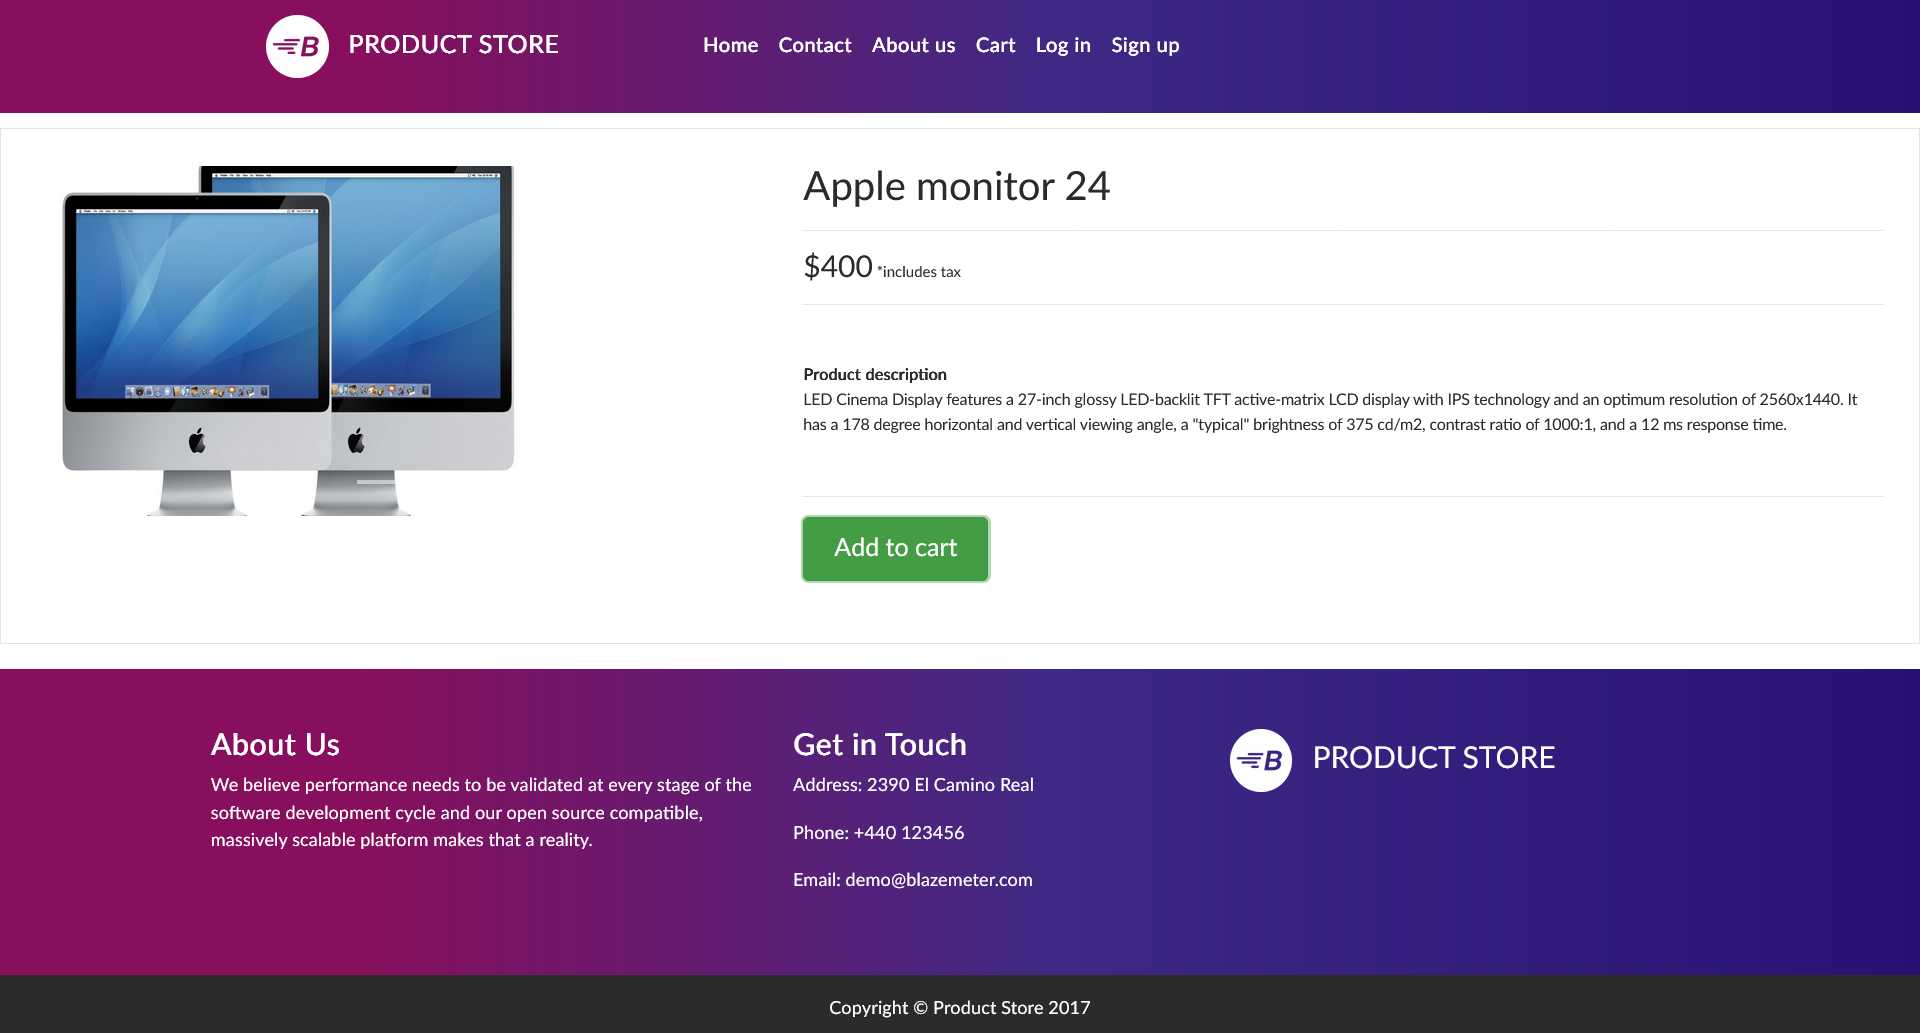 B PRODUCT STORE
Home Contact About us Cart Log in Sign up
Apple monitor 24
$400 *includes tax
Product description
LED Cinema Display features a 27-inch glossy LED-backlit TFT active-matrix LCD display with IPS technology and an optimum resolution of 2560x1440. It
has a 178 degree horizontal and vertical viewing angle, a "typical" brightness of 375 cd/m2, contrast ratio of 1000:1, and a 12 ms response time.
Add to cart
About Us
We believe performance needs to be validated at every stage of the
software development cycle and our open source compatible,
massively scalable platform makes that a reality.
Get in Touch
Address: 2390 El Camino Real
Phone: +440 123456
Email: demo@blazemeter.com
B PRODUCT STORE
Copyright © Product Store 2017